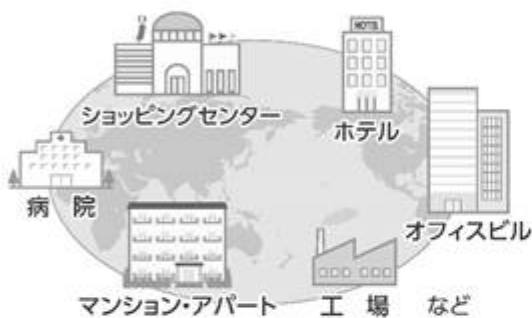 HOTEL
ショッピングセンター
ホテル
病 院
オフィスビル
マンション・アパート
工 場 など